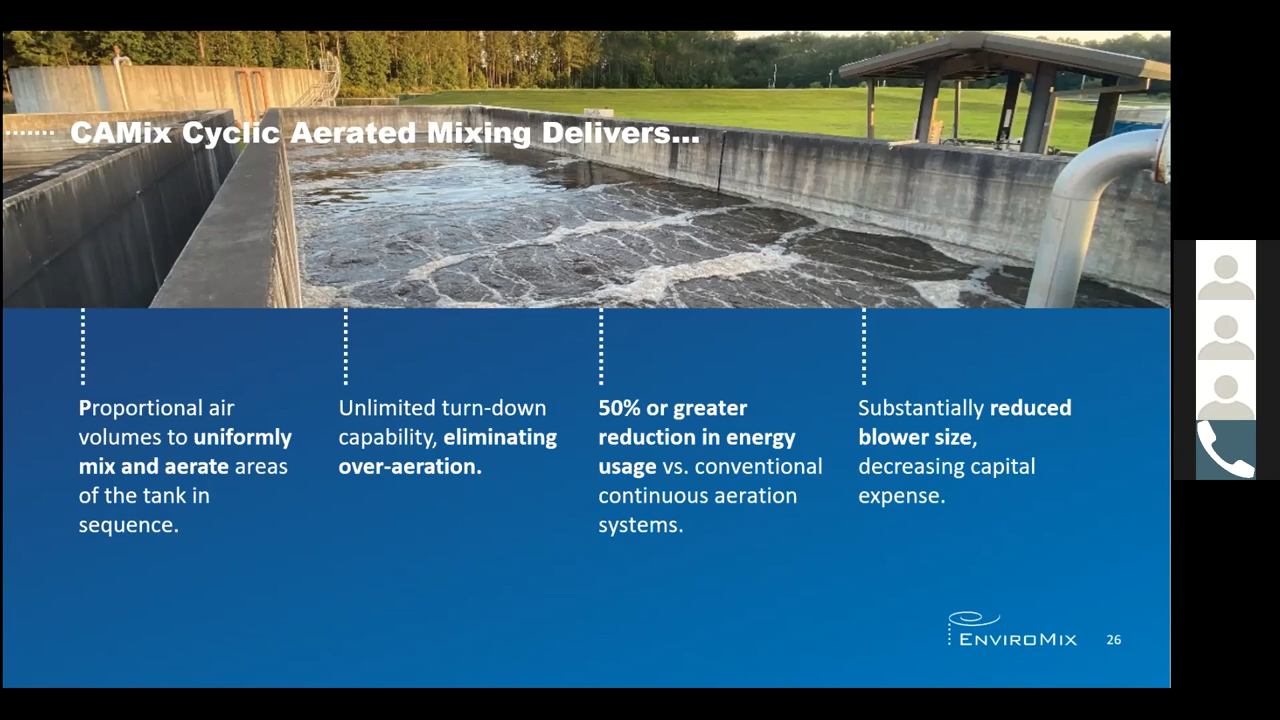 CAMix Cyclic Aerated Mixing Delivers...
Proportional air
volumes to uniformly
mix and aerate areas
of the tank in
sequence.
Unlimited turn-down
capability, eliminating
over-aeration.
50% or greater
reduction in energy
usage vs. conventional
continuous aeration
systems.
Substantially reduced
blower size,
decreasing capital
expense.
ENVIROMIX
26